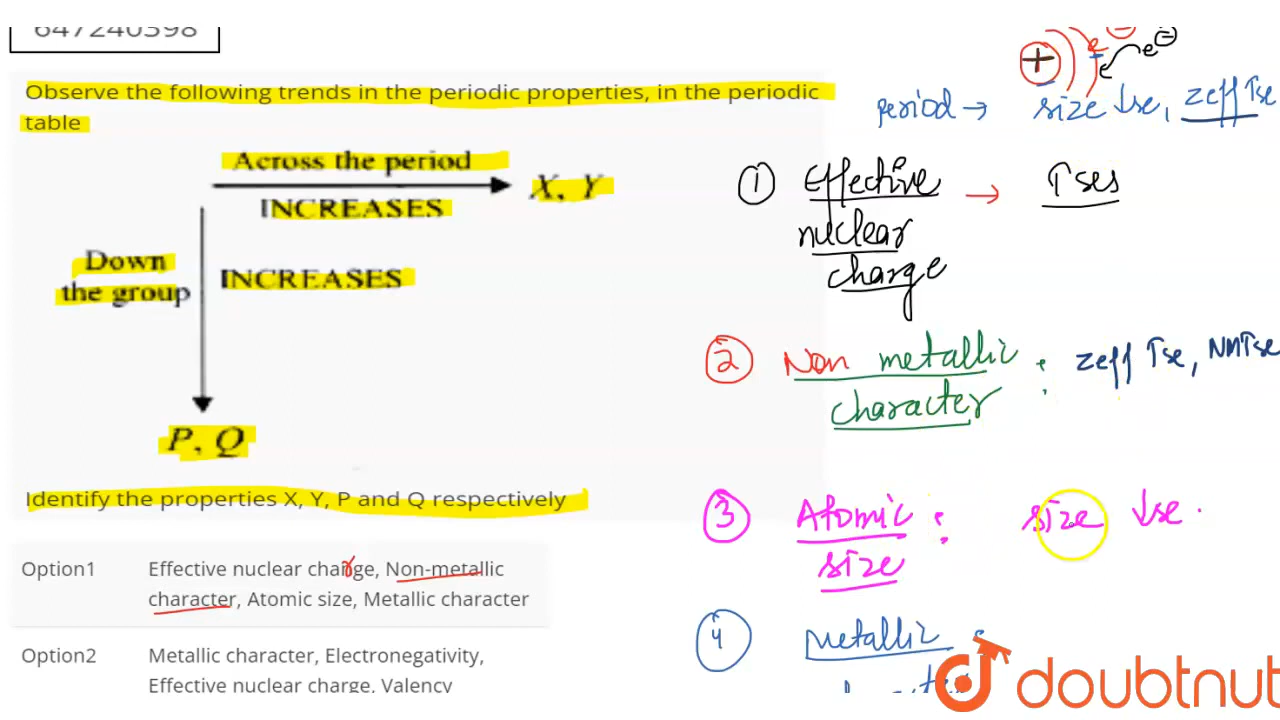 647240398
Observe the following trends in the periodic properties, in the periodic
table
Across the period
INCREASES
X, Y
Down
the group
INCREASES
P, Q
Identify the properties X, Y, P and Q respectively
Option1
Effective nuclear charge, Non-metallic
character, Atomic size, Metallic character
Option2
Metallic character, Electronegativity,
Effective nuclear charge, Valency
+ e e e
period → size ↓se, zeff ↑se
① Effective → ↑ses
nuclear
charge
② Non metallic : zeff ↑se, Nm↑se
character
③ Atomic : size ↓se.
size
④ metallic :
doubtnut